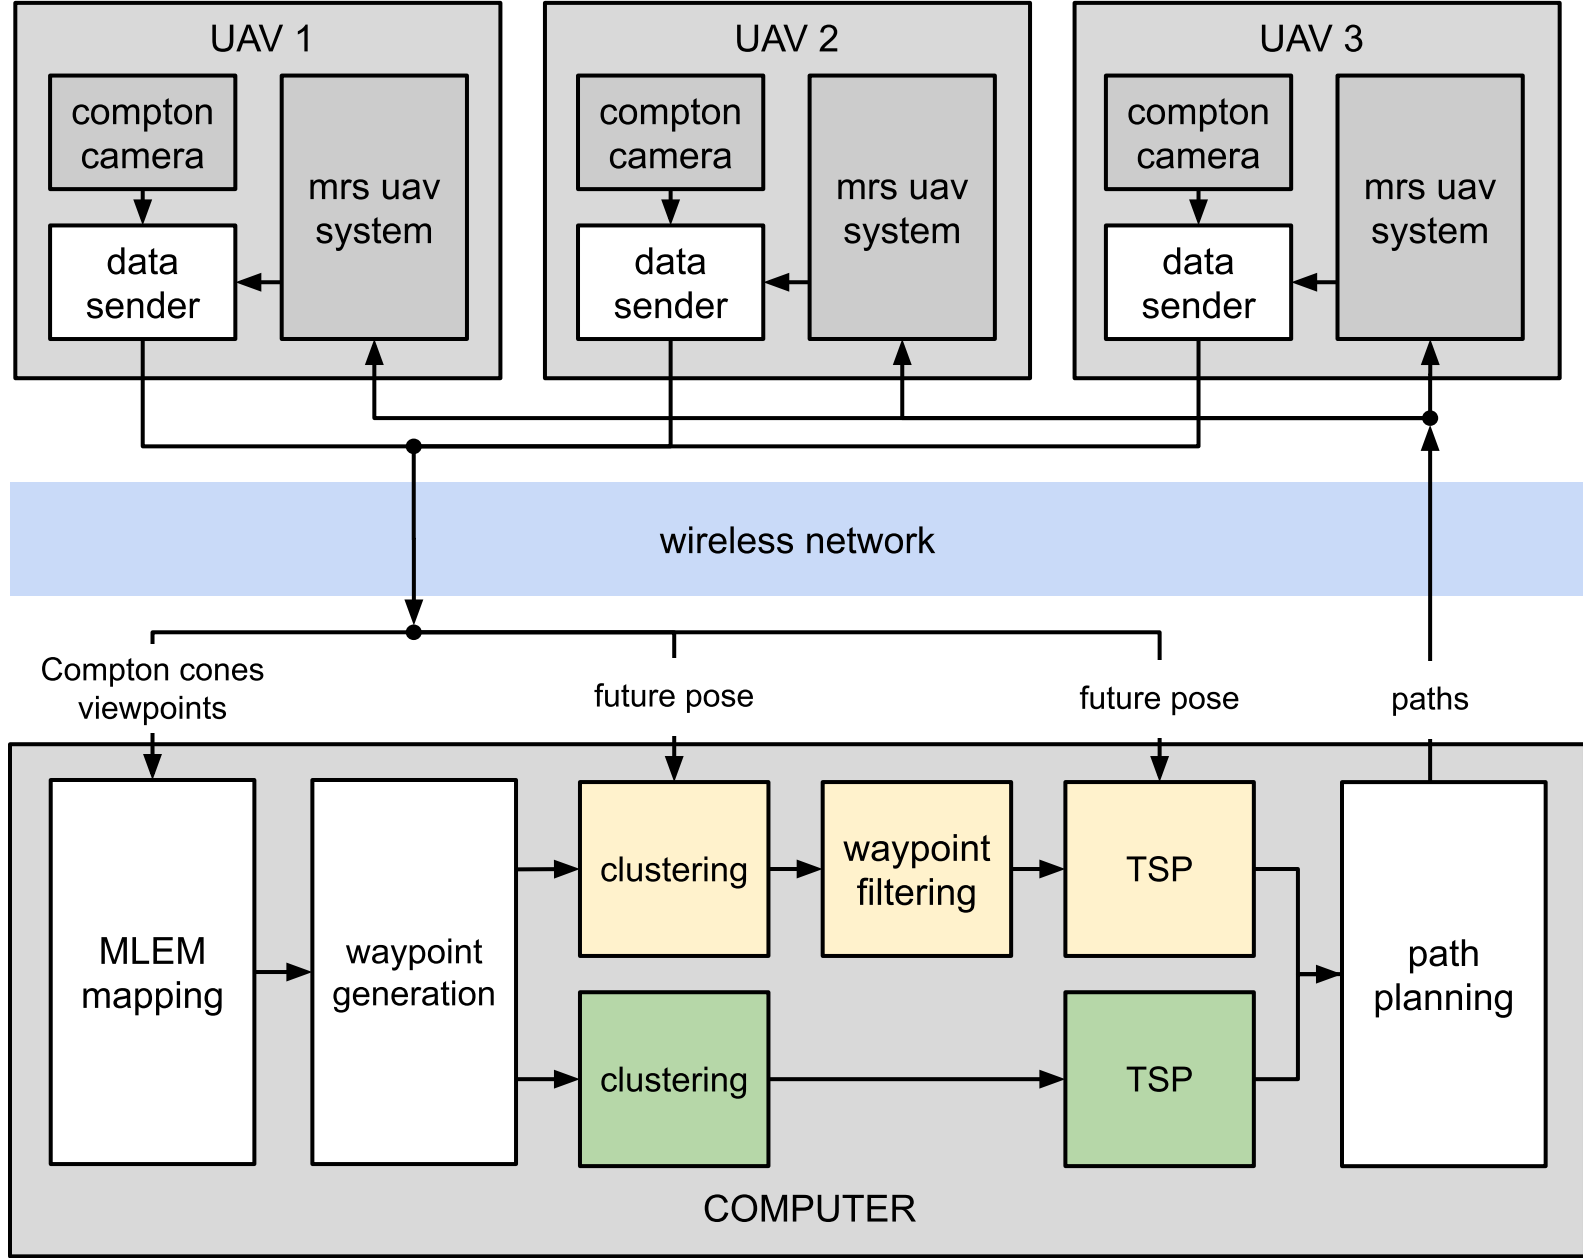 UAV 1
compton
camera
mrs uav
system
data
sender
UAV 2
compton
camera
mrs uav
system
data
sender
UAV 3
compton
camera
mrs uav
system
data
sender
wireless network
Compton cones
viewpoints
future pose
future pose
paths
MLEM
mapping
waypoint
generation
clustering
waypoint
filtering
TSP
clustering
TSP
path
planning
COMPUTER